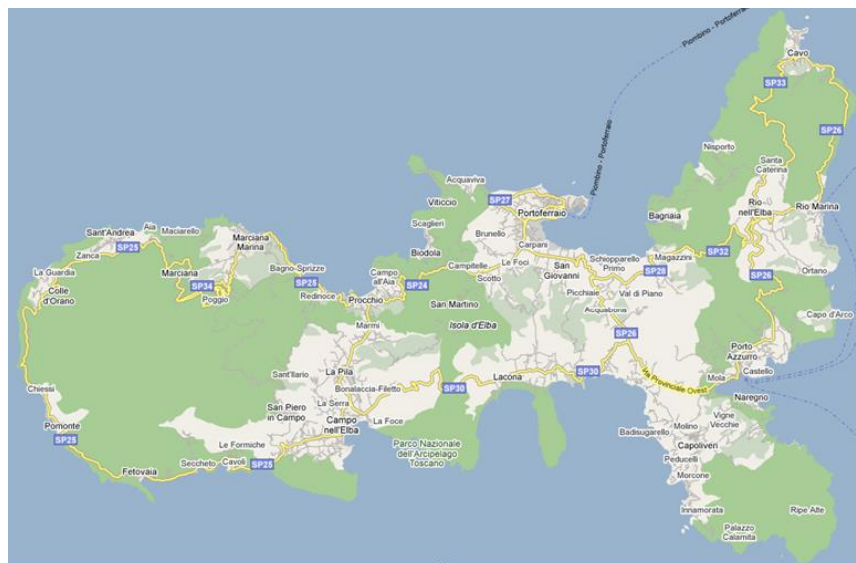 Piombino - Portoferraio
Cavo
SP33
SP26
Nisporto
Piombino - Portoferraio
Acquaviva
Santa
Caterina
SP27
Viticcio
Portoferraio
Rio
nell'Elba
Rio Marina
Bagnaia
Scaglieri
Sant'Andrea
Aia
Maciarello
Brunello
Marciana
Marina
SP25
Zanca
Biodola
Carpani
SP32
Magazzini
Schiopparello
Primo
San
Giovanni
Le Foci
Campitelle
Scotto
La Guardia
Colle
d'Orano
Marciana
Bagno-Sprizze
Campo
all'Aia
SP28
Ortano
SP26
SP34
SP25
SP24
Poggio
Redinoce
Procchio
San Martino
Picchiaie
Val di Piano
Acquabona
Capo d'Arco
Marmi
Isola d'Elba
SP26
Porto
Azzurro
Castello
Mola
Via Provinciale Ovest
Sant'Ilario
La Pila
Bonalaccia-Filetto
SP30
Lacona
SP30
Chiessi
Naregno
La Serra
San Piero
in Campo
Campo
nell'Elba
La Foce
Vigne
Vecchie
Molino
Badisugarello
Pomonte
SP25
Le Formiche
Parco Nazionale
dell'Arcipelago
Toscano
Capoliveri
Peducelli
Seccheto
Cavoli
SP25
Fetovaia
Morcone
Innamorata
Ripe Alte
Palazzo
Calamita